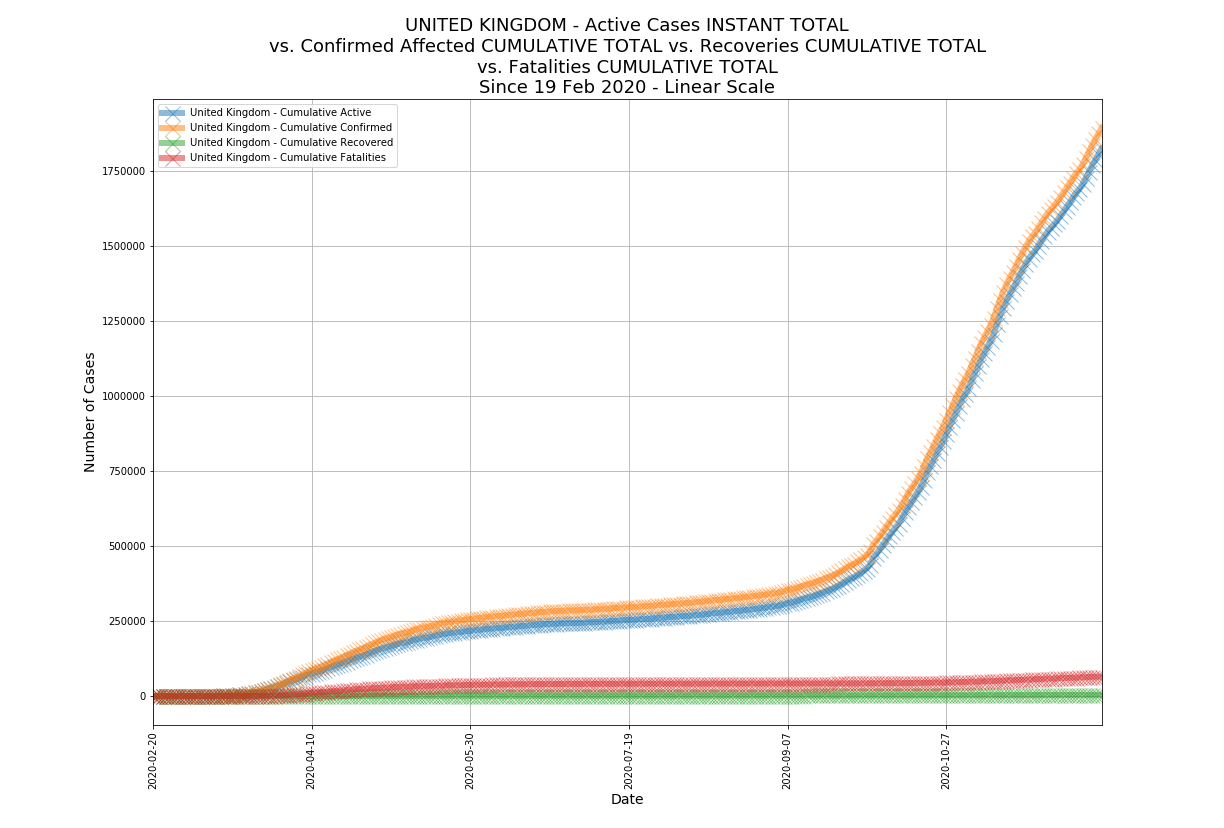 UNITED KINGDOM - Active Cases INSTANT TOTAL
vs. Confirmed Affected CUMULATIVE TOTAL vs. Recoveries CUMULATIVE TOTAL
vs. Fatalities CUMULATIVE TOTAL
Since 19 Feb 2020 - Linear Scale
United Kingdom - Cumulative Active
United Kingdom - Cumulative Confirmed
United Kingdom - Cumulative Recovered
United Kingdom - Cumulative Fatalities
Number of Cases
1750000
1500000
1250000
1000000
750000
500000
250000
0
2020-02-20
2020-04-10
2020-05-30
2020-07-19
2020-09-07
2020-10-27
Date